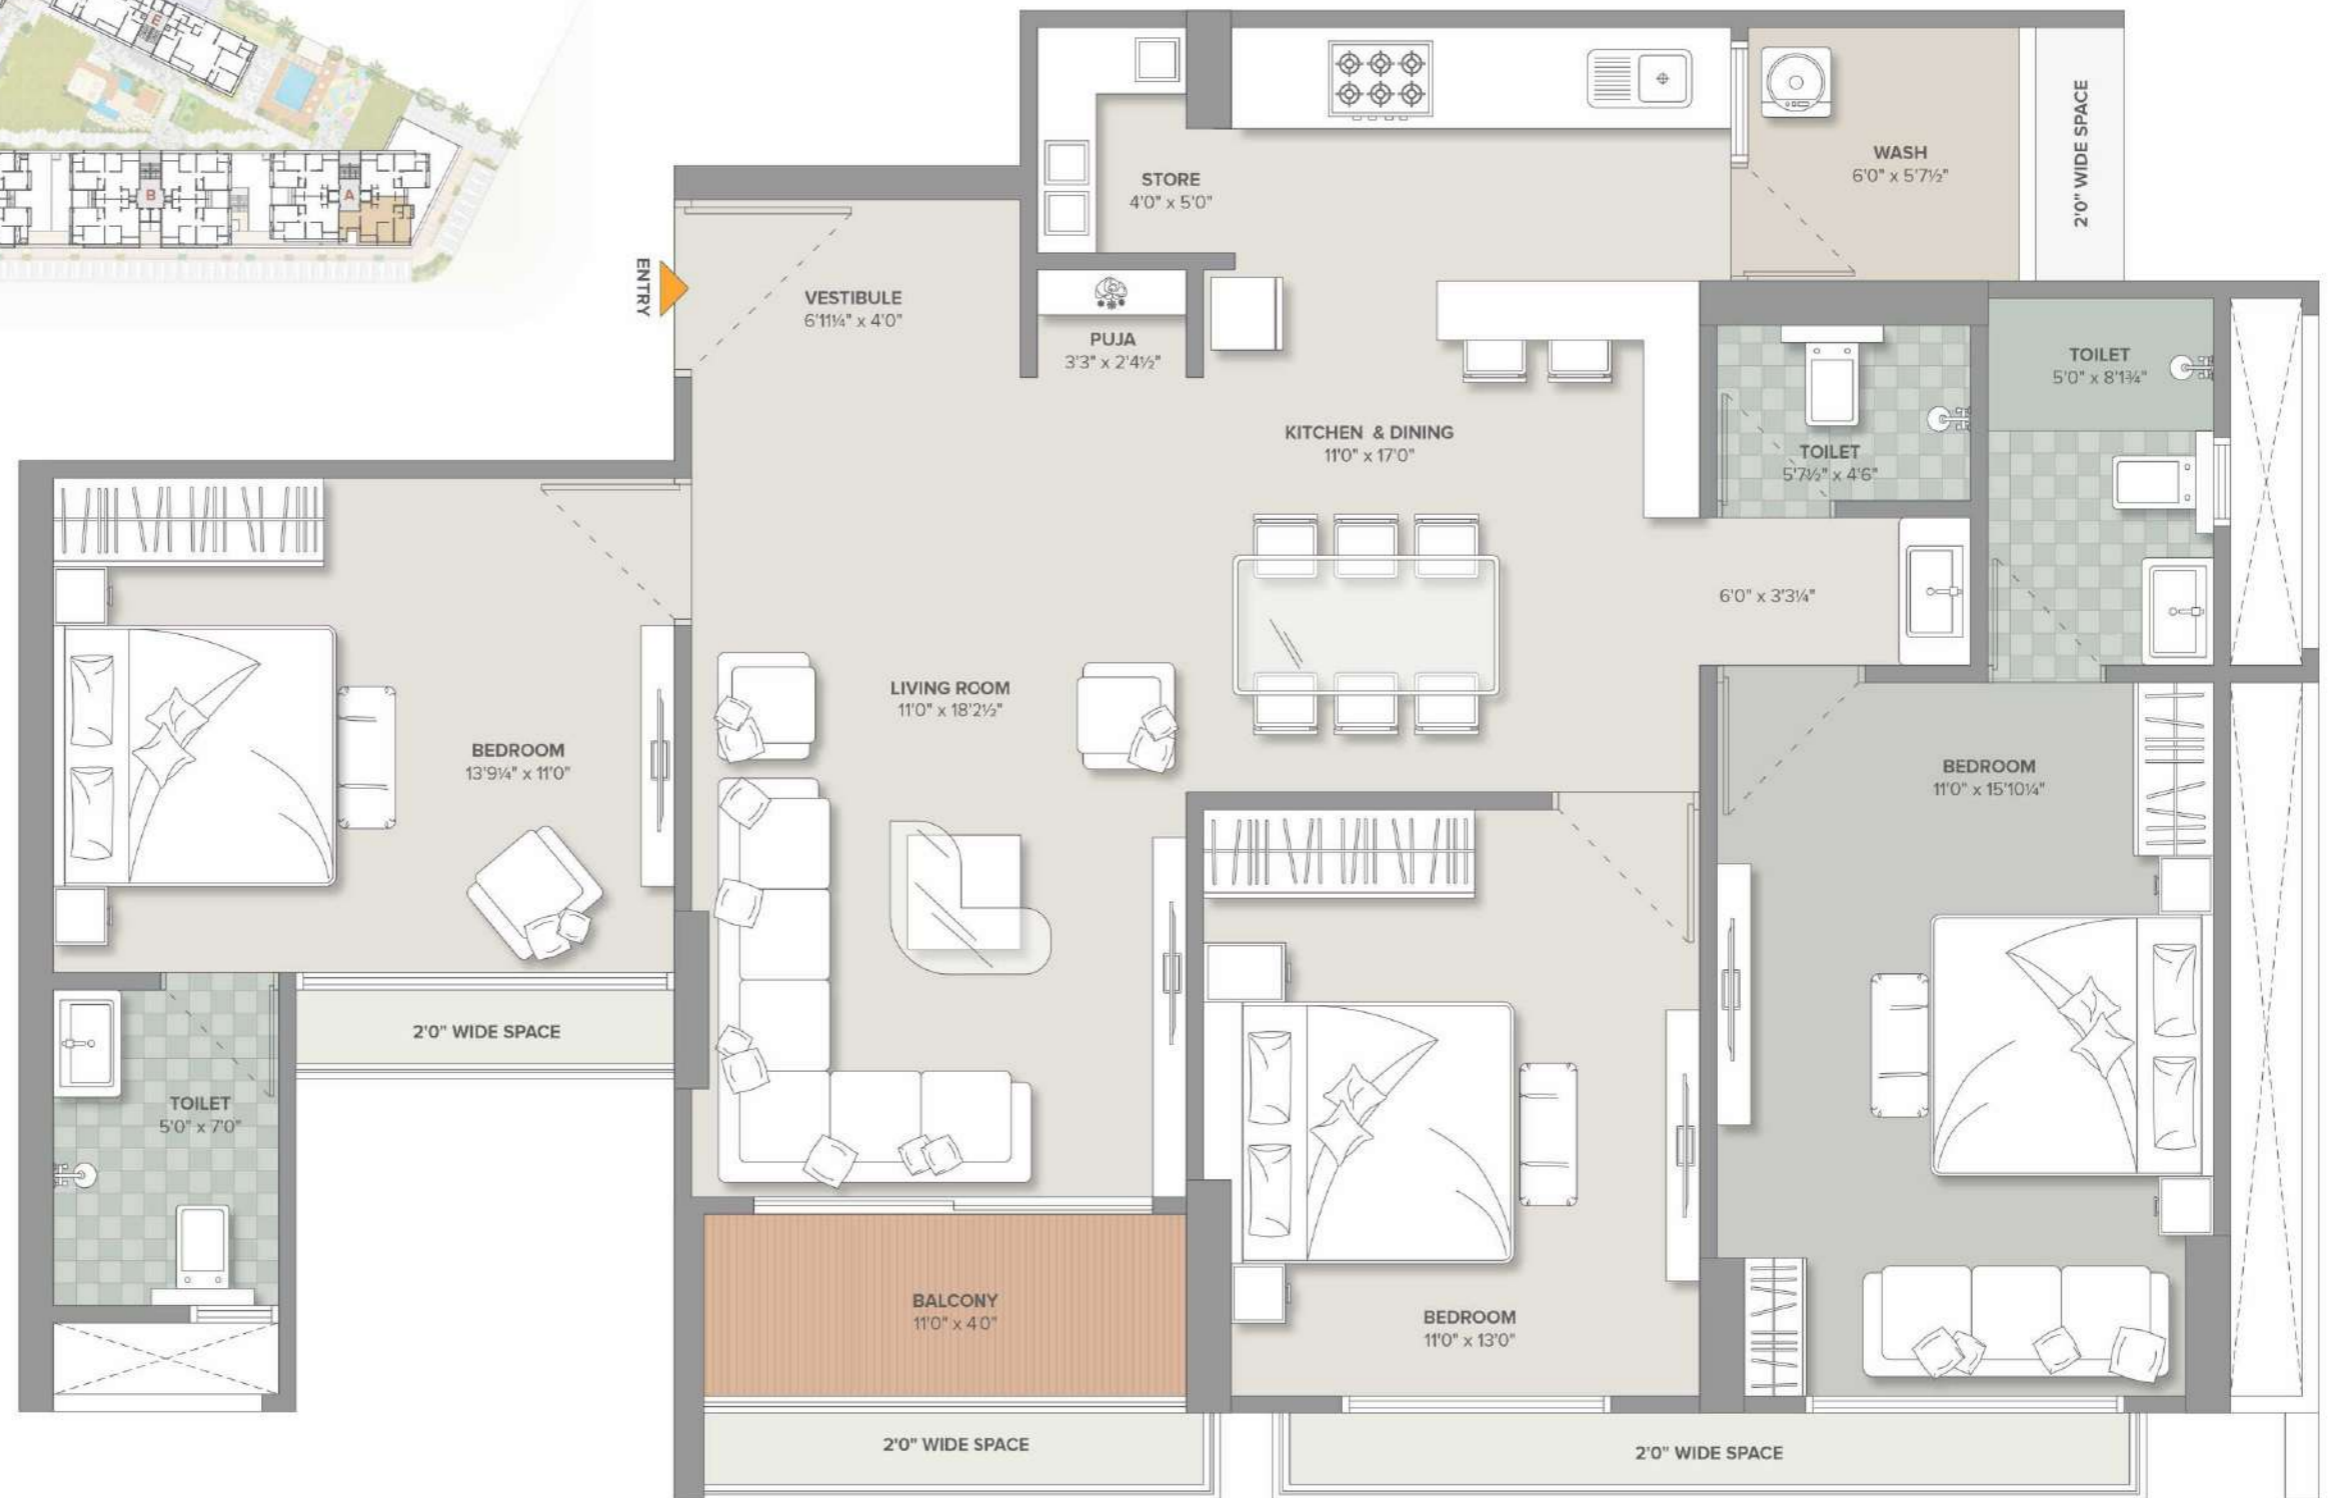 E
B
A
ENTRY
VESTIBULE
6'11¼" x 4'0"
STORE
4'0" x 5'0"
PUJA
3'3" x 2'4½"
WASH
6'0" x 5'7½"
2'0" WIDE SPACE
KITCHEN & DINING
11'0" x 17'0"
TOILET
5'7½" x 4'6"
TOILET
5'0" x 8'1¾"
6'0" x 3'3¼"
LIVING ROOM
11'0" x 18'2½"
BEDROOM
13'9¼" x 11'0"
BEDROOM
11'0" x 15'10¼"
2'0" WIDE SPACE
TOILET
5'0" x 7'0"
BALCONY
11'0" x 4'0"
BEDROOM
11'0" x 13'0"
2'0" WIDE SPACE
2'0" WIDE SPACE